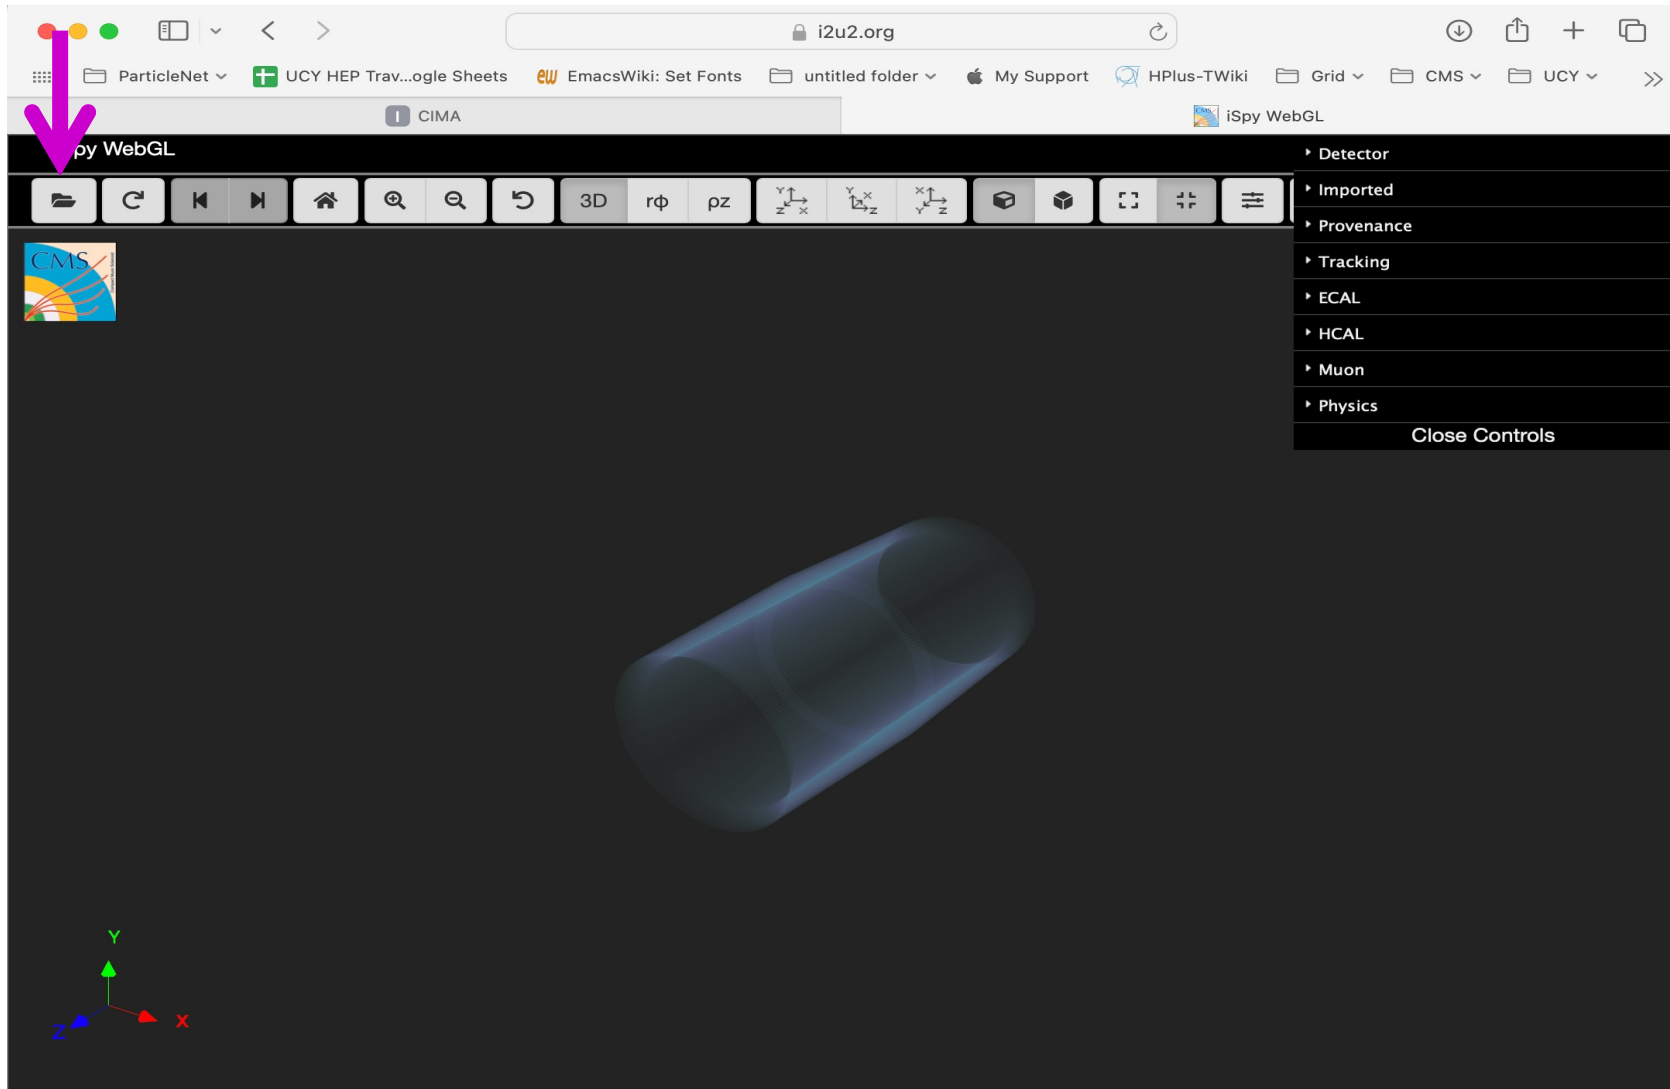 i2u2.org
ParticleNet UCY HEP Trav...ogle Sheets EW EmacsWiki: Set Fonts untitled folder My Support HPlus-TWiki Grid CMS UCY
I CIMA iSpy WebGL
py WebGL
3D rϕ ρz Y Z X Y X Z X Y Z
CMS
Detector
Imported
Provenance
Tracking
ECAL
HCAL
Muon
Physics
Close Controls
Y
Z X